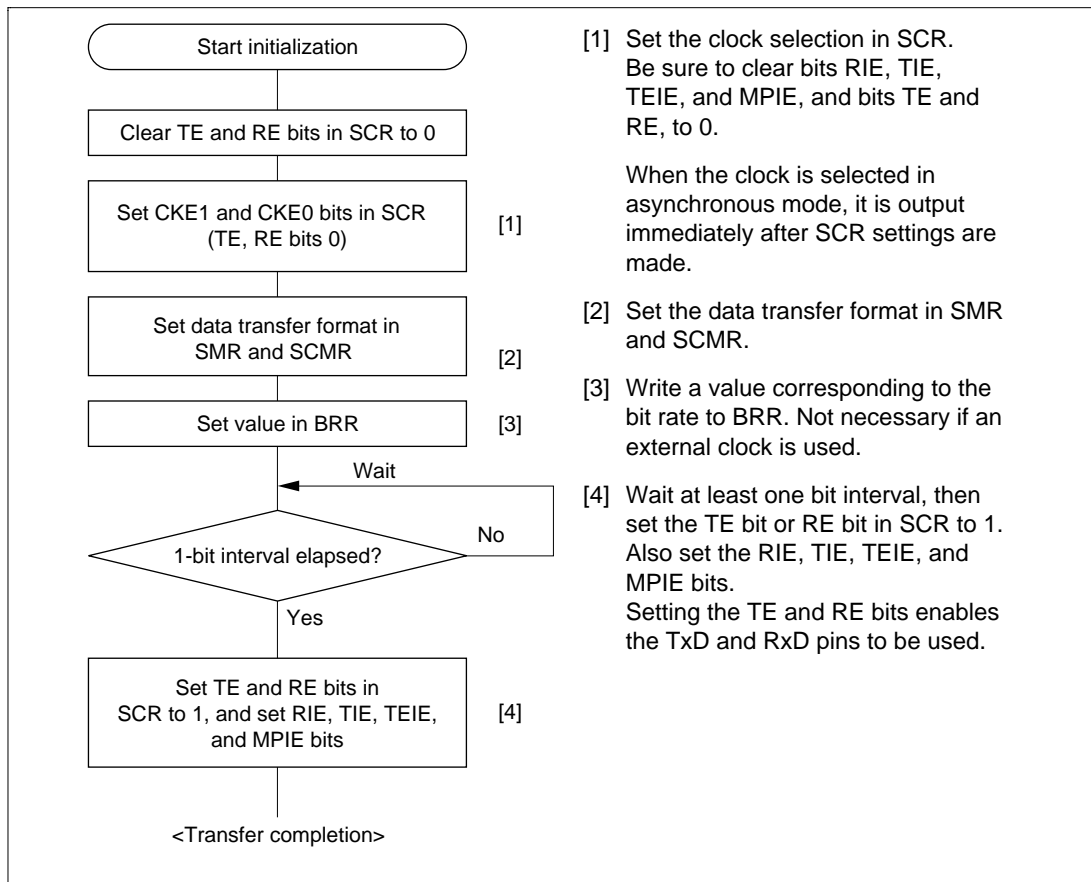 Start initialization
Clear TE and RE bits in SCR to 0
Set CKE1 and CKE0 bits in SCR
(TE, RE bits 0)
[1]
Set data transfer format in
SMR and SCMR
[2]
Set value in BRR
[3]
Wait
1-bit interval elapsed?
No
Yes
Set TE and RE bits in
SCR to 1, and set RIE, TIE, TEIE,
and MPIE bits
[4]
<Transfer completion>
[1] Set the clock selection in SCR.
Be sure to clear bits RIE, TIE,
TEIE, and MPIE, and bits TE and
RE, to 0.
When the clock is selected in
asynchronous mode, it is output
immediately after SCR settings are
made.
[2] Set the data transfer format in SMR
and SCMR.
[3] Write a value corresponding to the
bit rate to BRR. Not necessary if an
external clock is used.
[4] Wait at least one bit interval, then
set the TE bit or RE bit in SCR to 1.
Also set the RIE, TIE, TEIE, and
MPIE bits.
Setting the TE and RE bits enables
the TxD and RxD pins to be used.